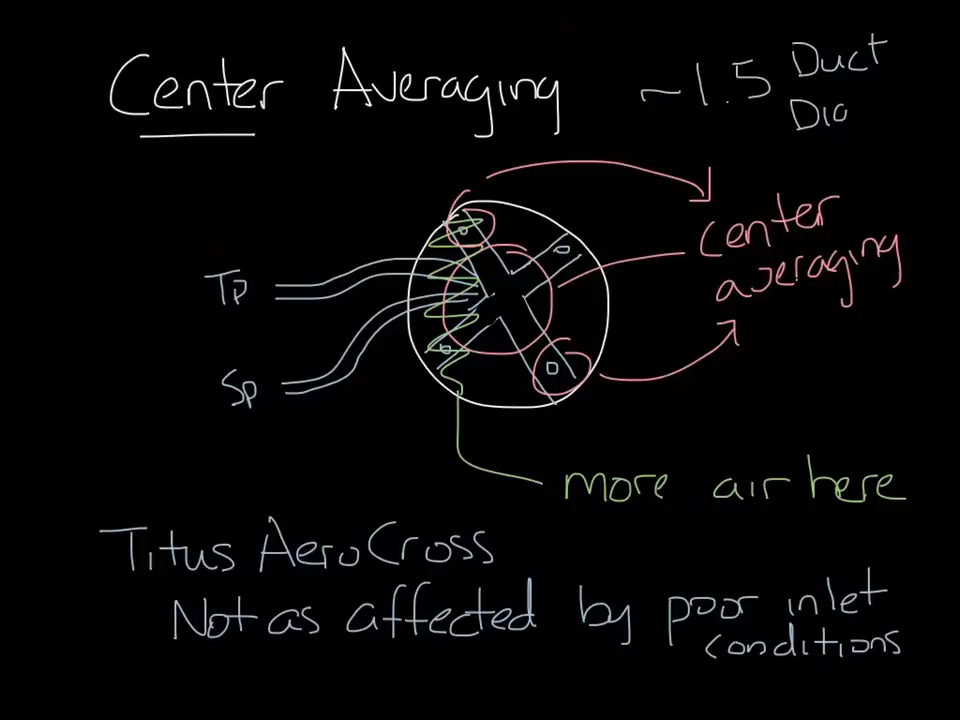 Center Averaging ~1.5 Duct Dia
Tp
Sp
center
averaging
more air here
Titus AeroCross
Not as affected by poor inlet
conditions